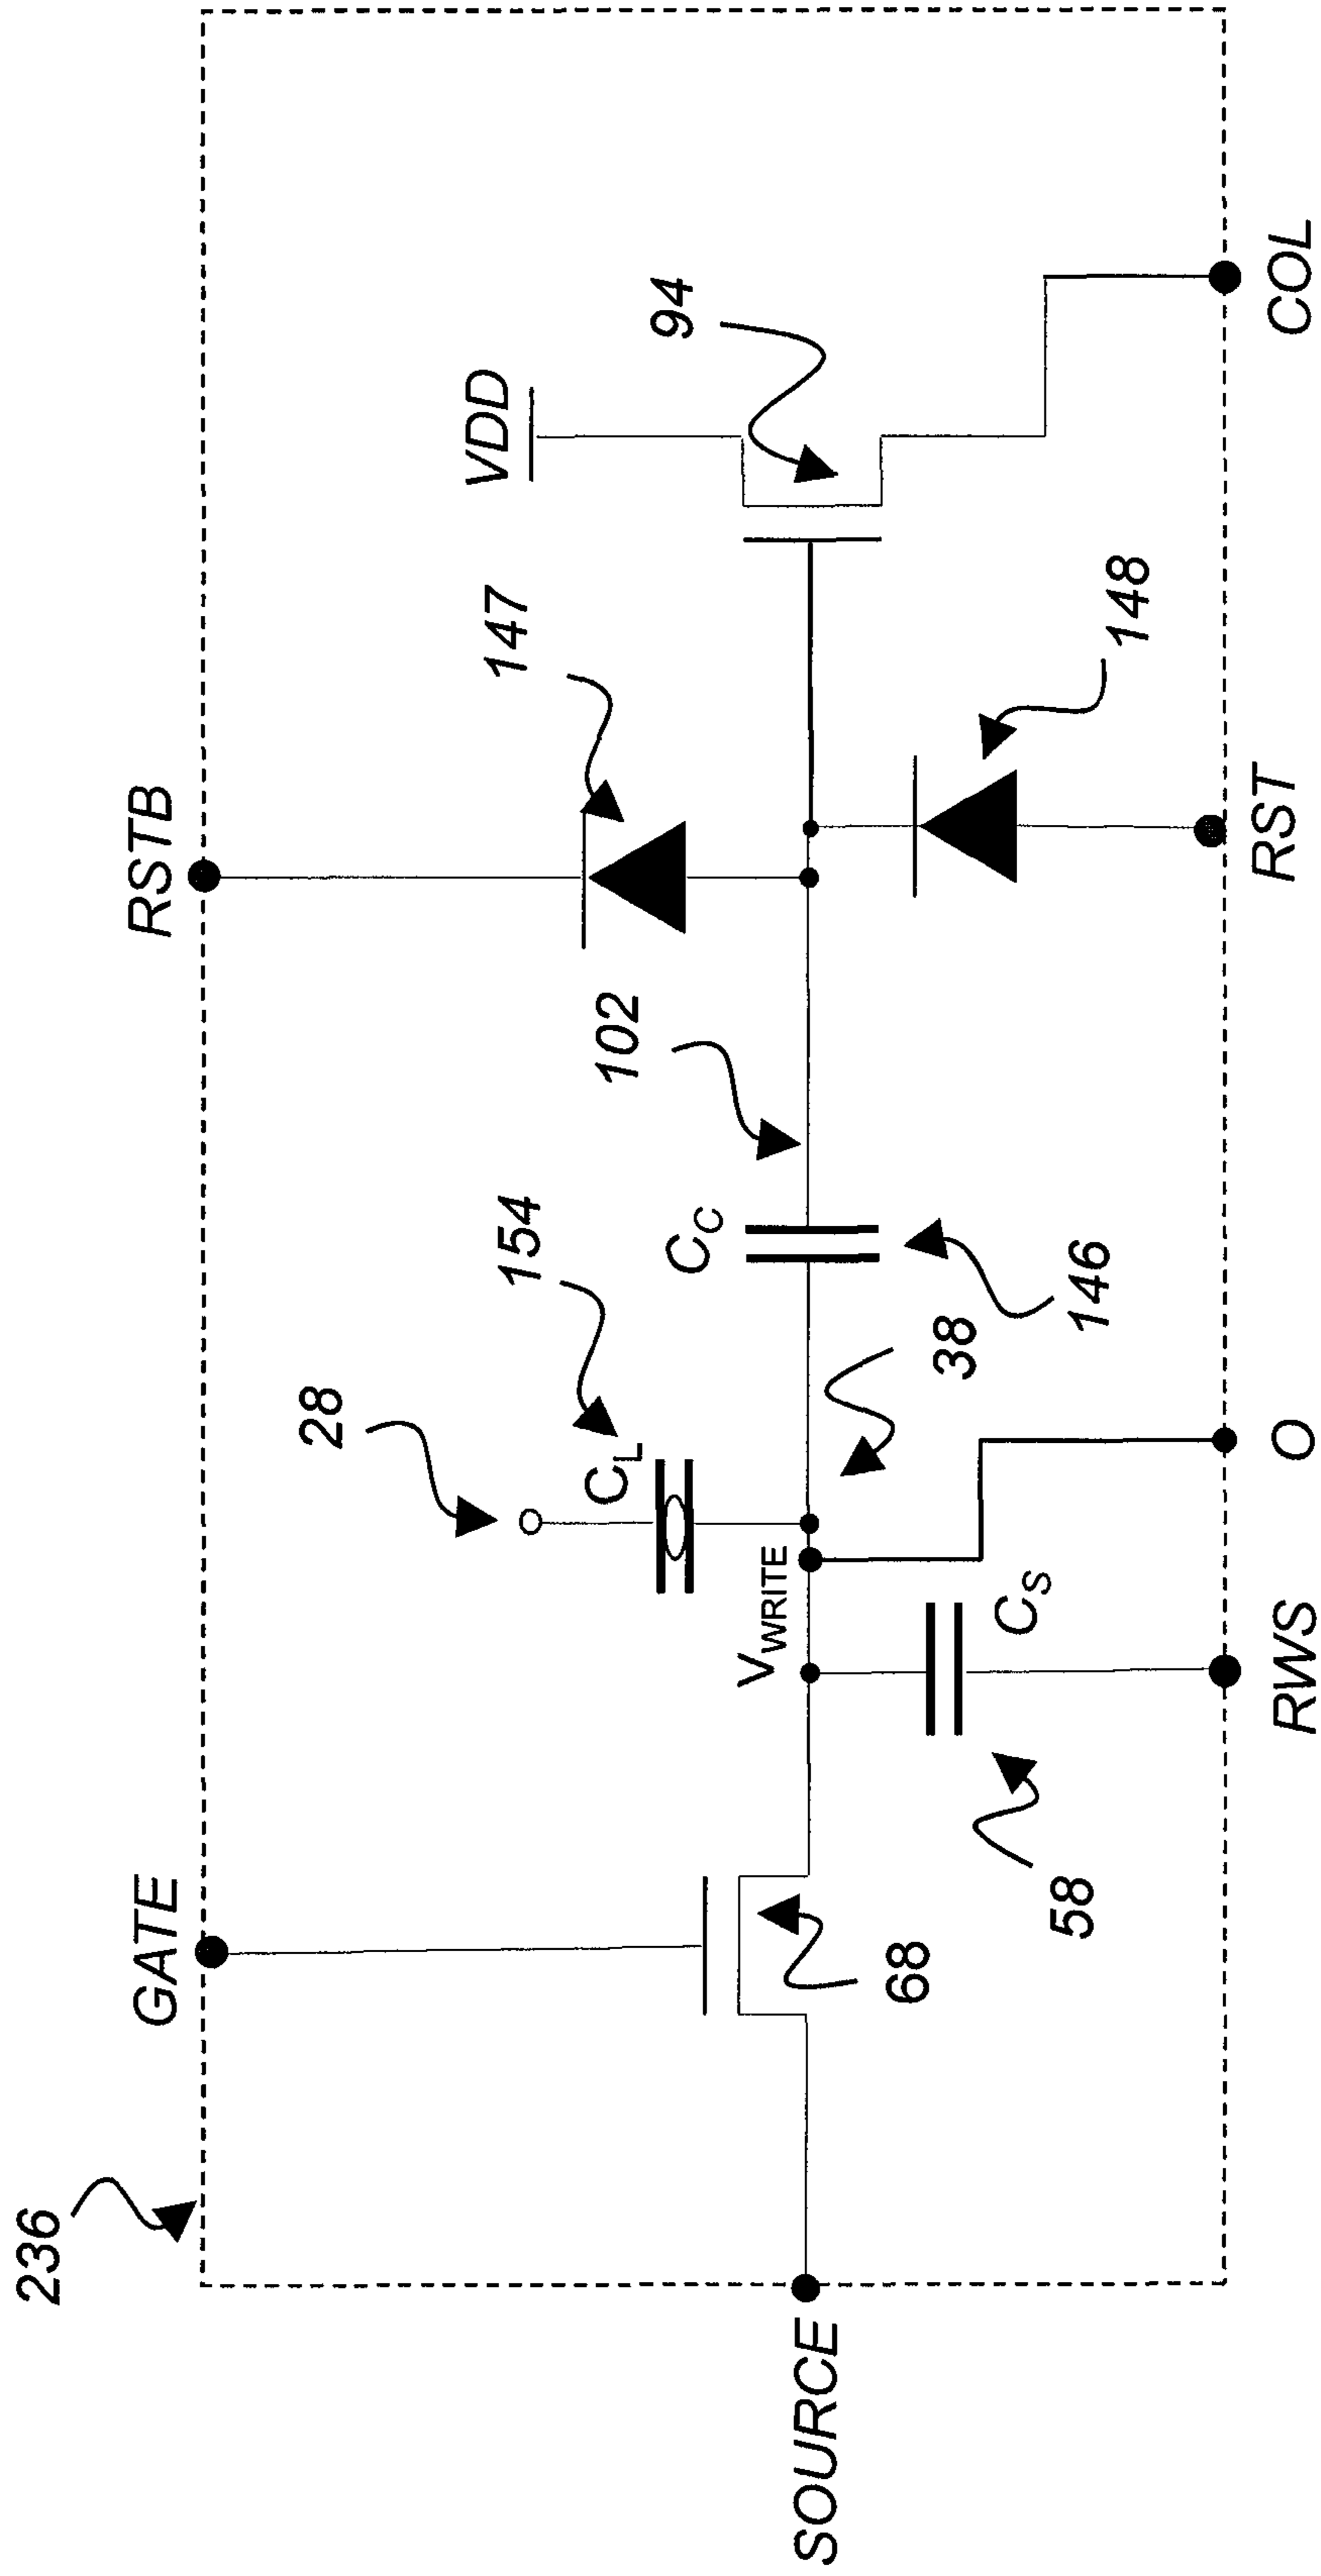 236
GATE
RSTB
VDD
28
154
C_L
C_C
102
147
94
V_WRITE
SOURCE
68
58
C_S
38
146
148
RWS
O
RST
COL